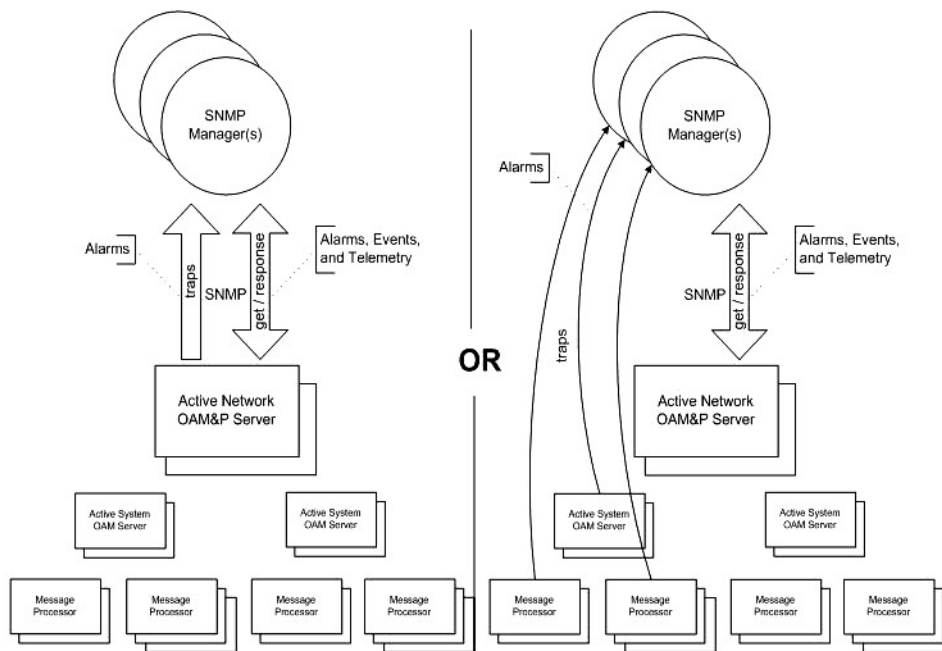 SNMP
Manager(s)
Alarms
traps
SNMP
get / response
Alarms, Events,
and Telemetry
Active Network
OAM&P Server
Active System
OAM Server
Active System
OAM Server
Message
Processor
Message
Processor
Message
Processor
Message
Processor
OR
SNMP
Manager(s)
Alarms
traps
SNMP
get / response
Alarms, Events,
and Telemetry
Active Network
OAM&P Server
Active System
OAM Server
Active System
OAM Server
Message
Processor
Message
Processor
Message
Processor
Message
Processor